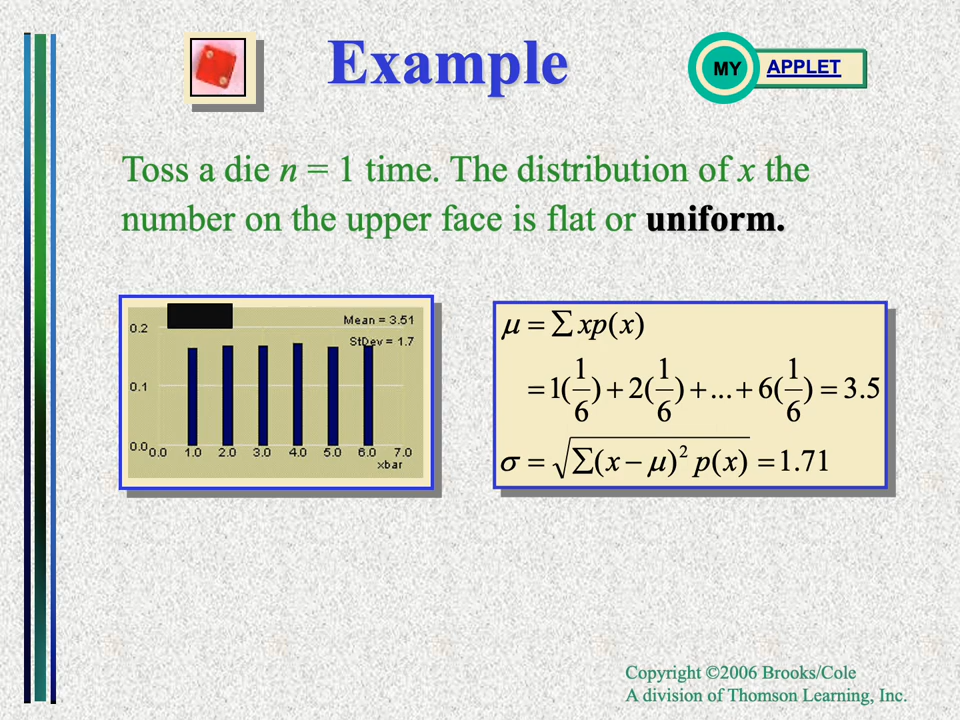 Example
MY APPLET
Toss a die n = 1 time. The distribution of x the
number on the upper face is flat or uniform.
Mean = 3.51
StDev = 1.7
0.2
0.1
0.0
0.0 1.0 2.0 3.0 4.0 5.0 6.0 7.0
xbar
μ = ∑xp(x)
= 1(1/6) + 2(1/6) + ... + 6(1/6) = 3.5
σ = √∑(x − μ)² p(x) = 1.71
Copyright ©2006 Brooks/Cole
A division of Thomson Learning, Inc.